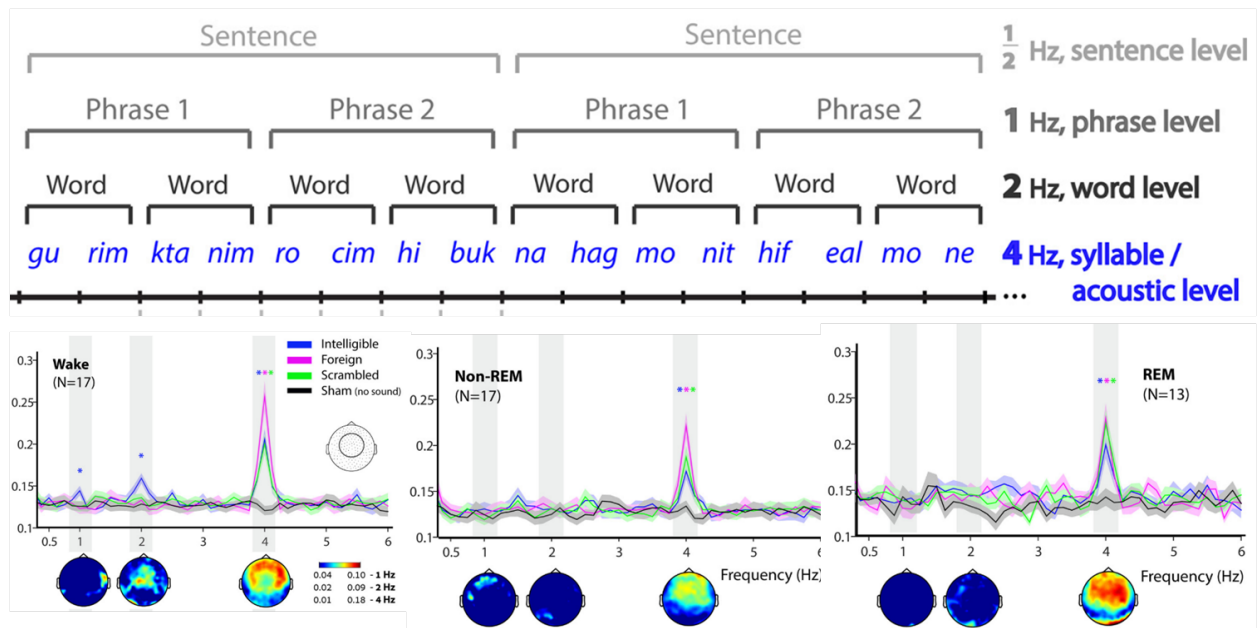 Sentence Sentence 1/2 Hz, sentence level
Phrase 1 Phrase 2 Phrase 1 Phrase 2 1 Hz, phrase level
Word Word Word Word Word Word Word Word 2 Hz, word level
gu rim kta nim ro cim hi buk na hag mo nit hif eal mo ne 4 Hz, syllable /
... acoustic level
Wake
(N=17)
Intelligible
Foreign
Scrambled
Sham (no sound)
* * *
*
*
0.3
0.25
0.2
0.15
0.1
0.5 1 2 3 4 5 6
0.04 0.10 - 1 Hz
0.02 0.09 - 2 Hz
0.01 0.18 - 4 Hz
Non-REM
(N=17)
* * *
0.3
0.25
0.2
0.15
0.1
0.5 1 2 3 4 5 6
Frequency (Hz)
REM
(N=13)
* * *
0.3
0.25
0.2
0.15
0.1
0.5 1 2 3 4 5 6
Frequency (Hz)